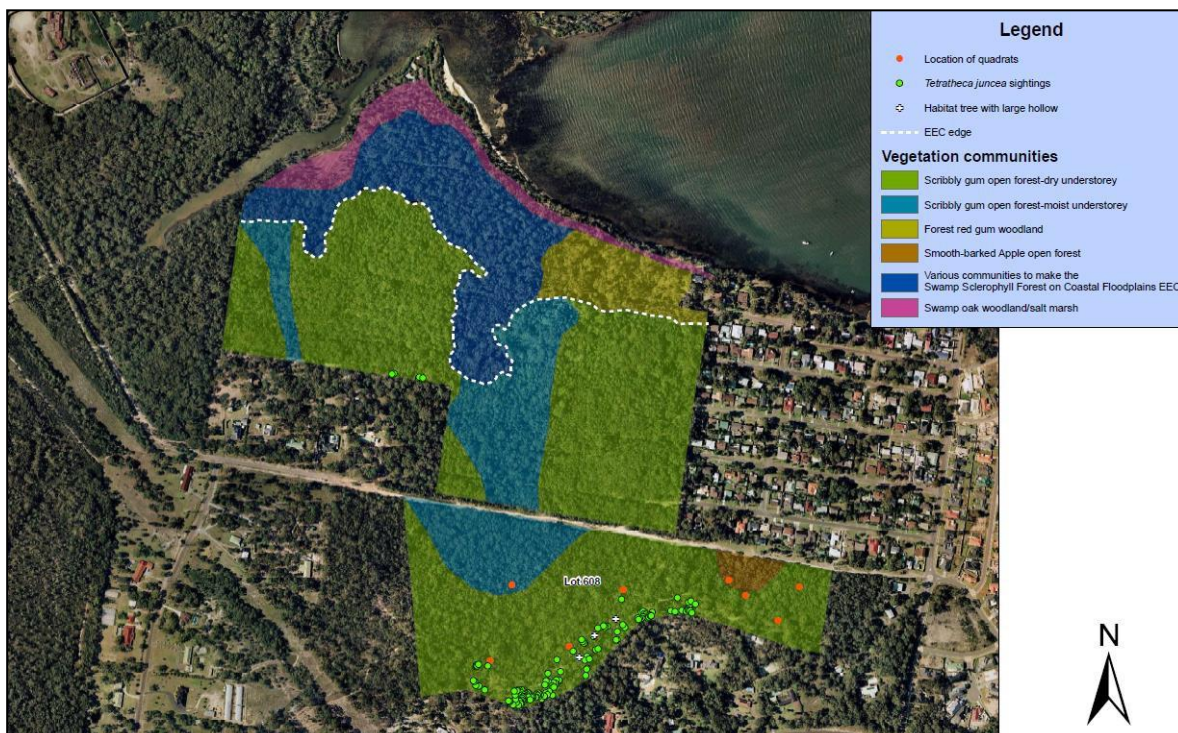 Legend
Location of quadrats
Tetratheca juncea sightings
Habitat tree with large hollow
EEC edge
Vegetation communities
Scribbly gum open forest-dry understorey
Scribbly gum open forest-moist understorey
Forest red gum woodland
Smooth-barked Apple open forest
Various communities to make the
Swamp Sclerophyll Forest on Coastal Floodplains EEC
Swamp oak woodland/salt marsh
Lot 608
N